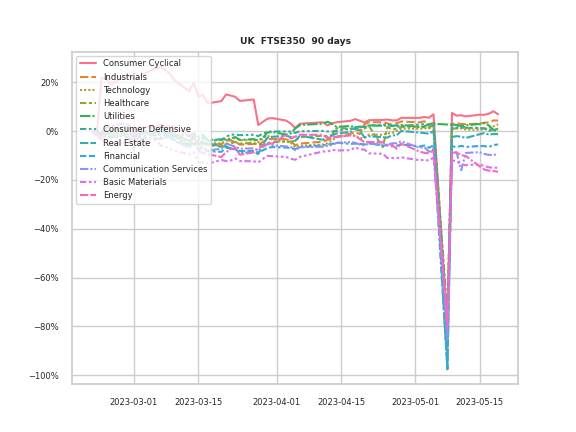 UK  FTSE350  90 days
20%
0%
−20%
−40%
−60%
−80%
−100%
Consumer Cyclical
Industrials
Technology
Healthcare
Utilities
Consumer Defensive
Real Estate
Financial
Communication Services
Basic Materials
Energy
2023-03-01
2023-03-15
2023-04-01
2023-04-15
2023-05-01
2023-05-15